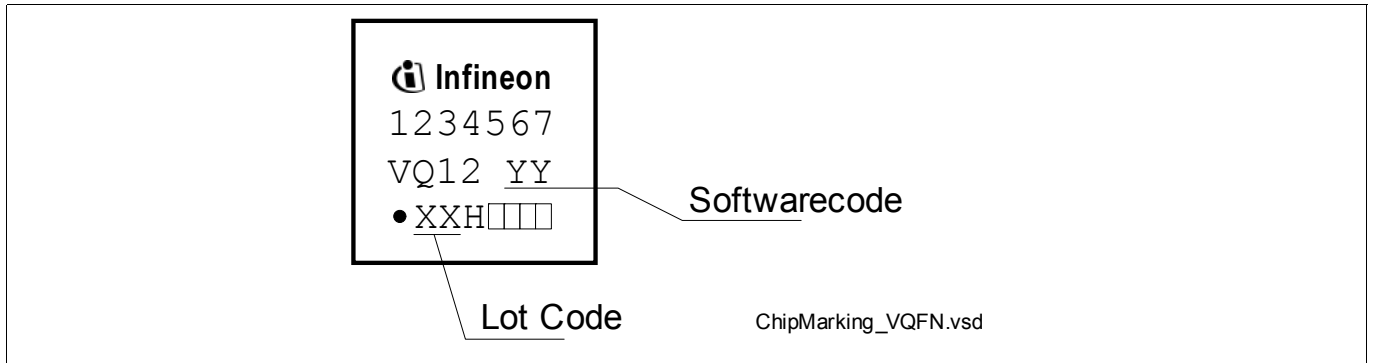 Infineon
1234567
VQ12 YY
XXH
Softwarecode
Lot Code
ChipMarking_VQFN.vsd